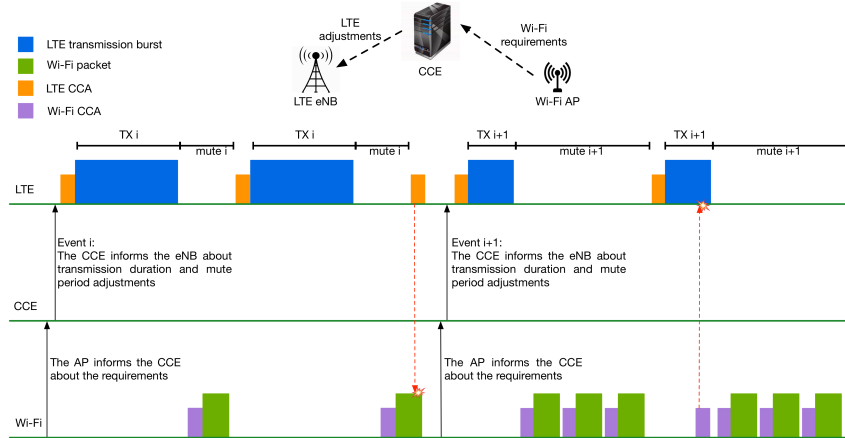 LTE
adjustments
Wi-Fi
requirements
LTE transmission burst
Wi-Fi packet
LTE CCA
Wi-Fi CCA
LTE eNB
CCE
Wi-Fi AP
TX i
mute i
TX i
mute i
TX i+1
mute i+1
TX i+1
mute i+1
LTE
Event i:
The CCE informs the eNB about
transmission duration and mute
period adjustments
Event i+1:
The CCE informs the eNB about
transmission duration and mute
period adjustments
CCE
The AP informs the CCE
about the requirements
The AP informs the CCE
about the requirements
Wi-Fi